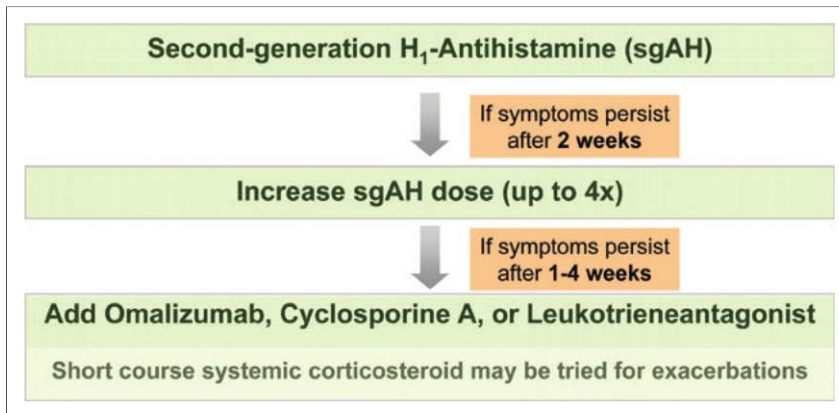 Second-generation H₁-Antihistamine (sgAH)
If symptoms persist
after 2 weeks
Increase sgAH dose (up to 4x)
If symptoms persist
after 1-4 weeks
Add Omalizumab, Cyclosporine A, or Leukotrieneantagonist
Short course systemic corticosteroid may be tried for exacerbations